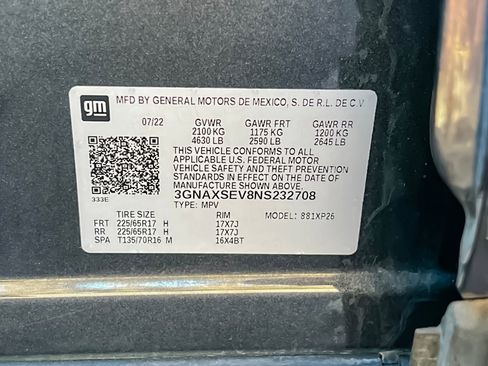 gm MFD BY GENERAL MOTORS DE MEXICO, S. DE R.L. DE C.V.
07/22 GVWR GAWR FRT GAWR RR
2100 KG 1175 KG 1200 KG
4630 LB 2590 LB 2645 LB
THIS VEHICLE CONFORMS TO ALL
APPLICABLE U.S. FEDERAL MOTOR
VEHICLE SAFETY AND THEFT PREVENTION
STANDARDS IN EFFECT ON THE DATE OF
MANUFACTURE SHOWN ABOVE.
333E 3GNAXSEV8NS232708
TYPE: MPV MODEL: 881XP26
TIRE SIZE RIM
FRT 225/65R17 H 17X7J
RR 225/65R17 H 17X7J
SPA T135/70R16 M 16X4BT